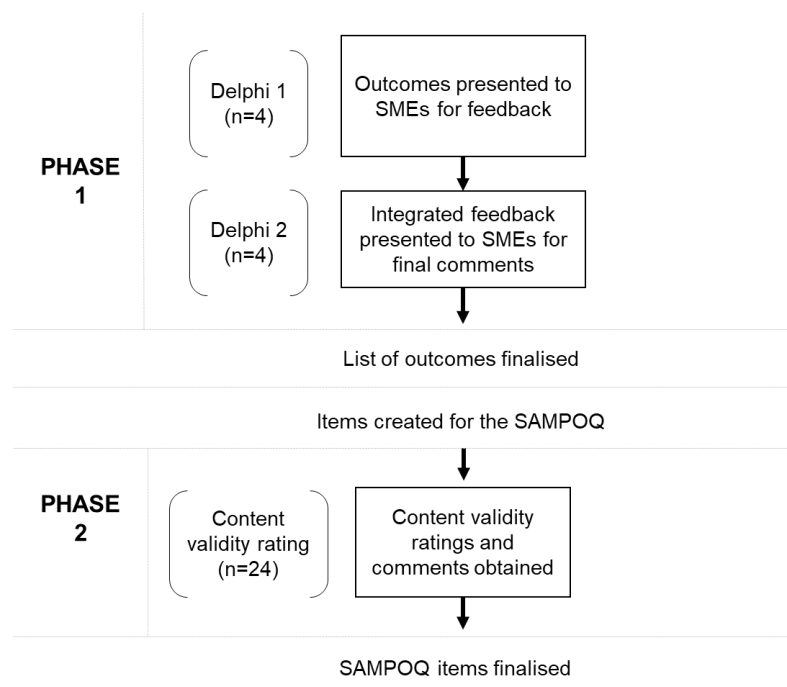 PHASE
1
Delphi 1
(n=4)
Outcomes presented to
SMEs for feedback
Delphi 2
(n=4)
Integrated feedback
presented to SMEs for
final comments
List of outcomes finalised
Items created for the SAMPOQ
PHASE
2
Content
validity rating
(n=24)
Content validity
ratings and
comments obtained
SAMPOQ items finalised